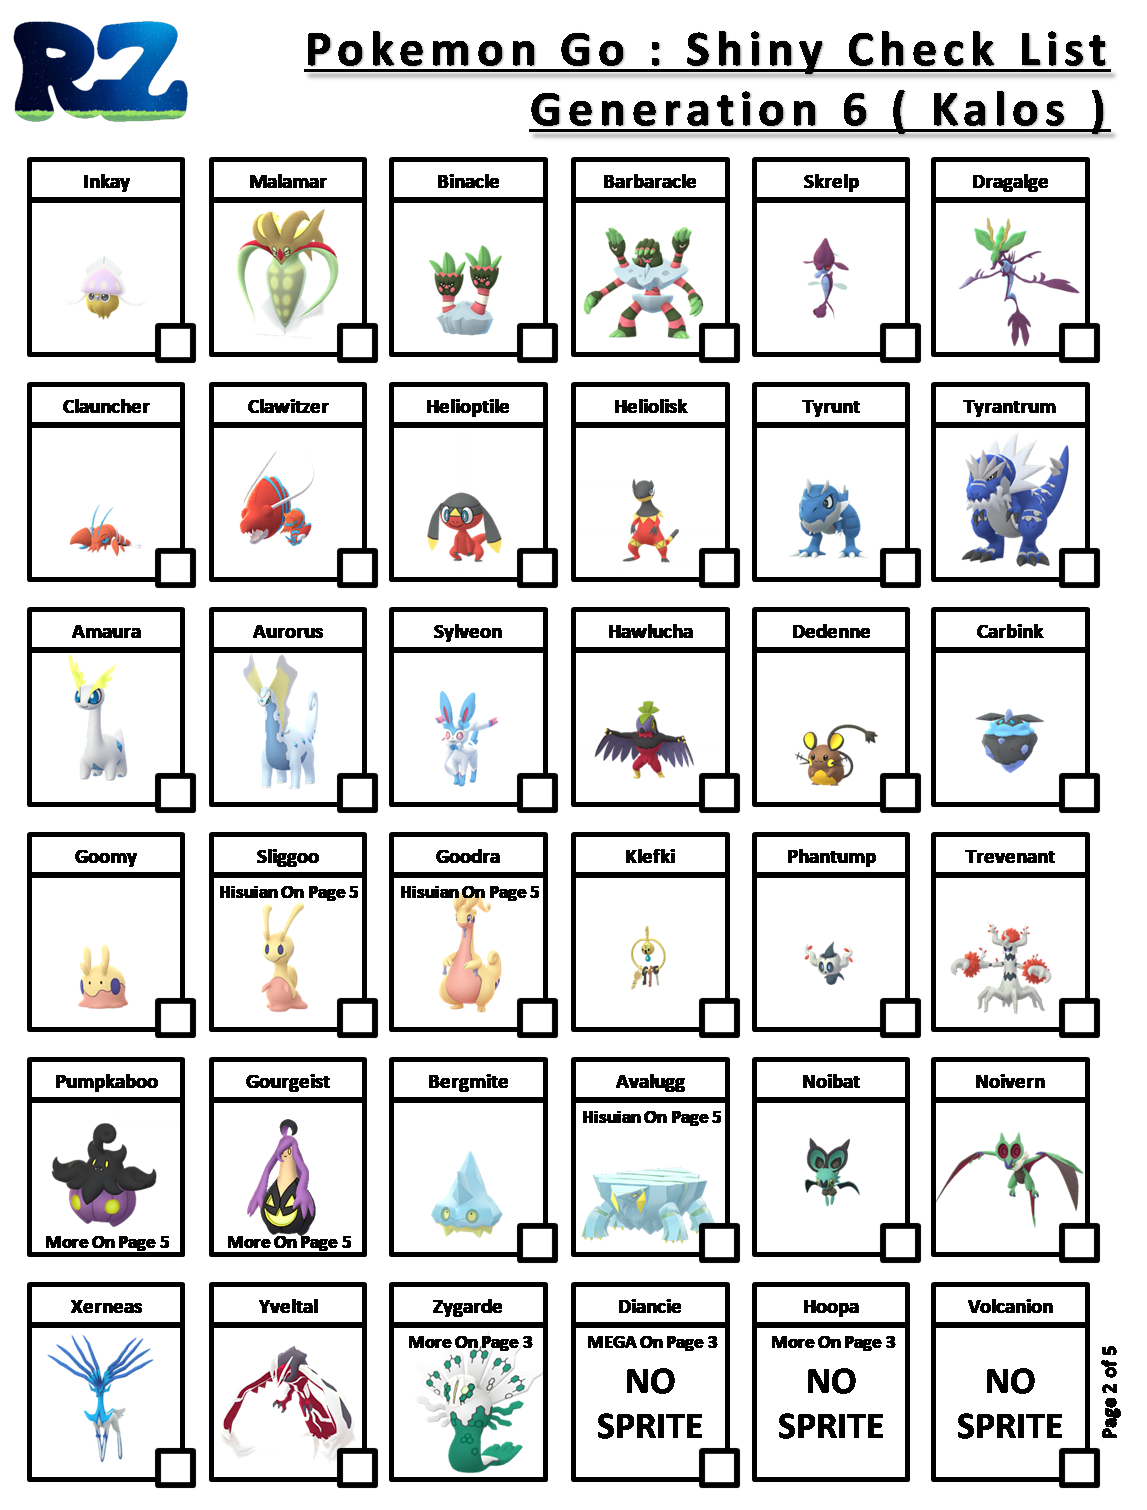 RZ
Pokemon Go : Shiny Check List
Generation 6 ( Kalos )
Inkay
Malamar
Binacle
Barbaracle
Skrelp
Dragalge
Clauncher
Clawitzer
Helioptile
Heliolisk
Tyrunt
Tyrantrum
Amaura
Aurorus
Sylveon
Hawlucha
Dedenne
Carbink
Goomy
Sliggoo
Hisuian On Page 5
Goodra
Hisuian On Page 5
Klefki
Phantump
Trevenant
Pumpkaboo
More On Page 5
Gourgeist
More On Page 5
Bergmite
Avalugg
Hisuian On Page 5
Noibat
Noivern
Xerneas
Yveltal
Zygarde
More On Page 3
Diancie
MEGA On Page 3
NO
SPRITE
Hoopa
More On Page 3
NO
SPRITE
Volcanion
NO
SPRITE
Page 2 of 5